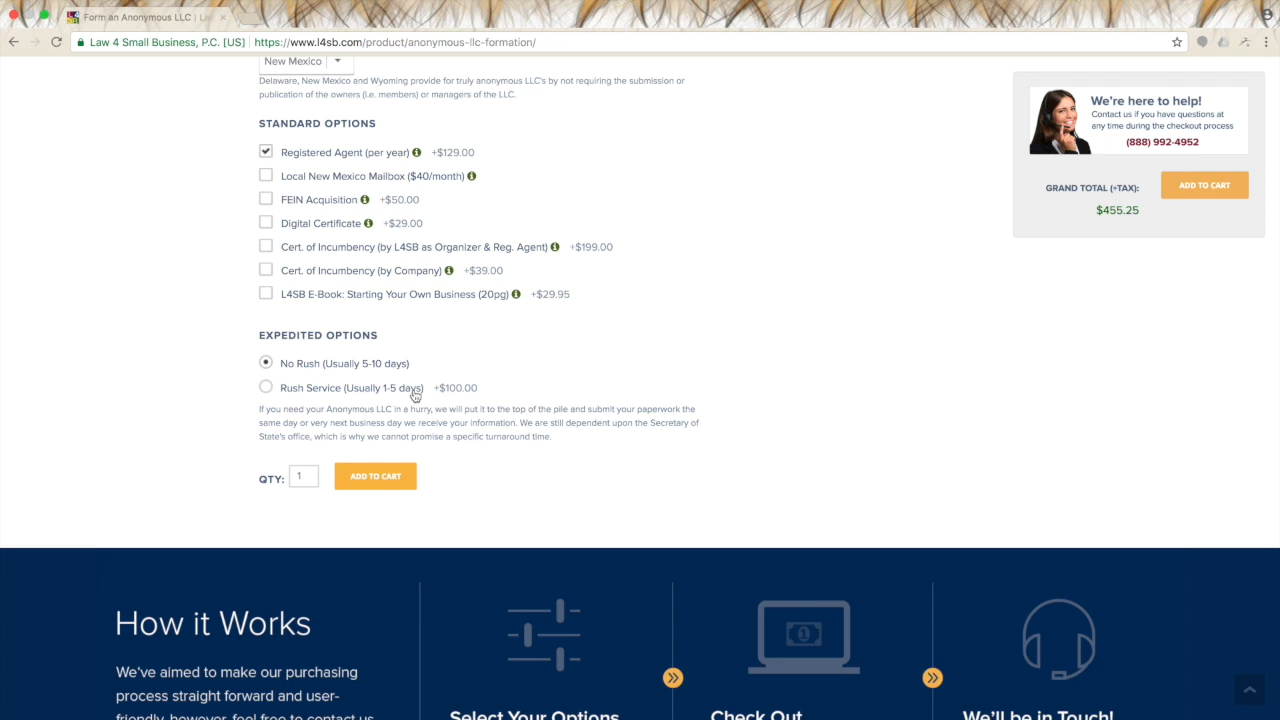 Form an Anonymous LLC | La
Law 4 Small Business, P.C. [US]
https://www.l4sb.com/product/anonymous-llc-formation/
New Mexico
Delaware, New Mexico and Wyoming provide for truly anonymous LLC's by not requiring the submission or
publication of the owners (i.e. members) or managers of the LLC.
STANDARD OPTIONS
Registered Agent (per year) +$129.00
Local New Mexico Mailbox ($40/month)
FEIN Acquisition +$50.00
Digital Certificate +$29.00
Cert. of Incumbency (by L4SB as Organizer & Reg. Agent) +$199.00
Cert. of Incumbency (by Company) +$39.00
L4SB E-Book: Starting Your Own Business (20pg) +$29.95
EXPEDITED OPTIONS
No Rush (Usually 5-10 days)
Rush Service (Usually 1-5 days) +$100.00
If you need your Anonymous LLC in a hurry, we will put it to the top of the pile and submit your paperwork the
same day or very next business day we receive your information. We are still dependent upon the Secretary of
State's office, which is why we cannot promise a specific turnaround time.
QTY: 1 ADD TO CART
We're here to help!
Contact us if you have questions at
any time during the checkout process
(888) 992-4952
GRAND TOTAL (+TAX): ADD TO CART
$455.25
How it Works
We've aimed to make our purchasing
process straight forward and user-
friendly, however, feel free to contact us
Select Your Options
Check Out
We'll be in Touch!